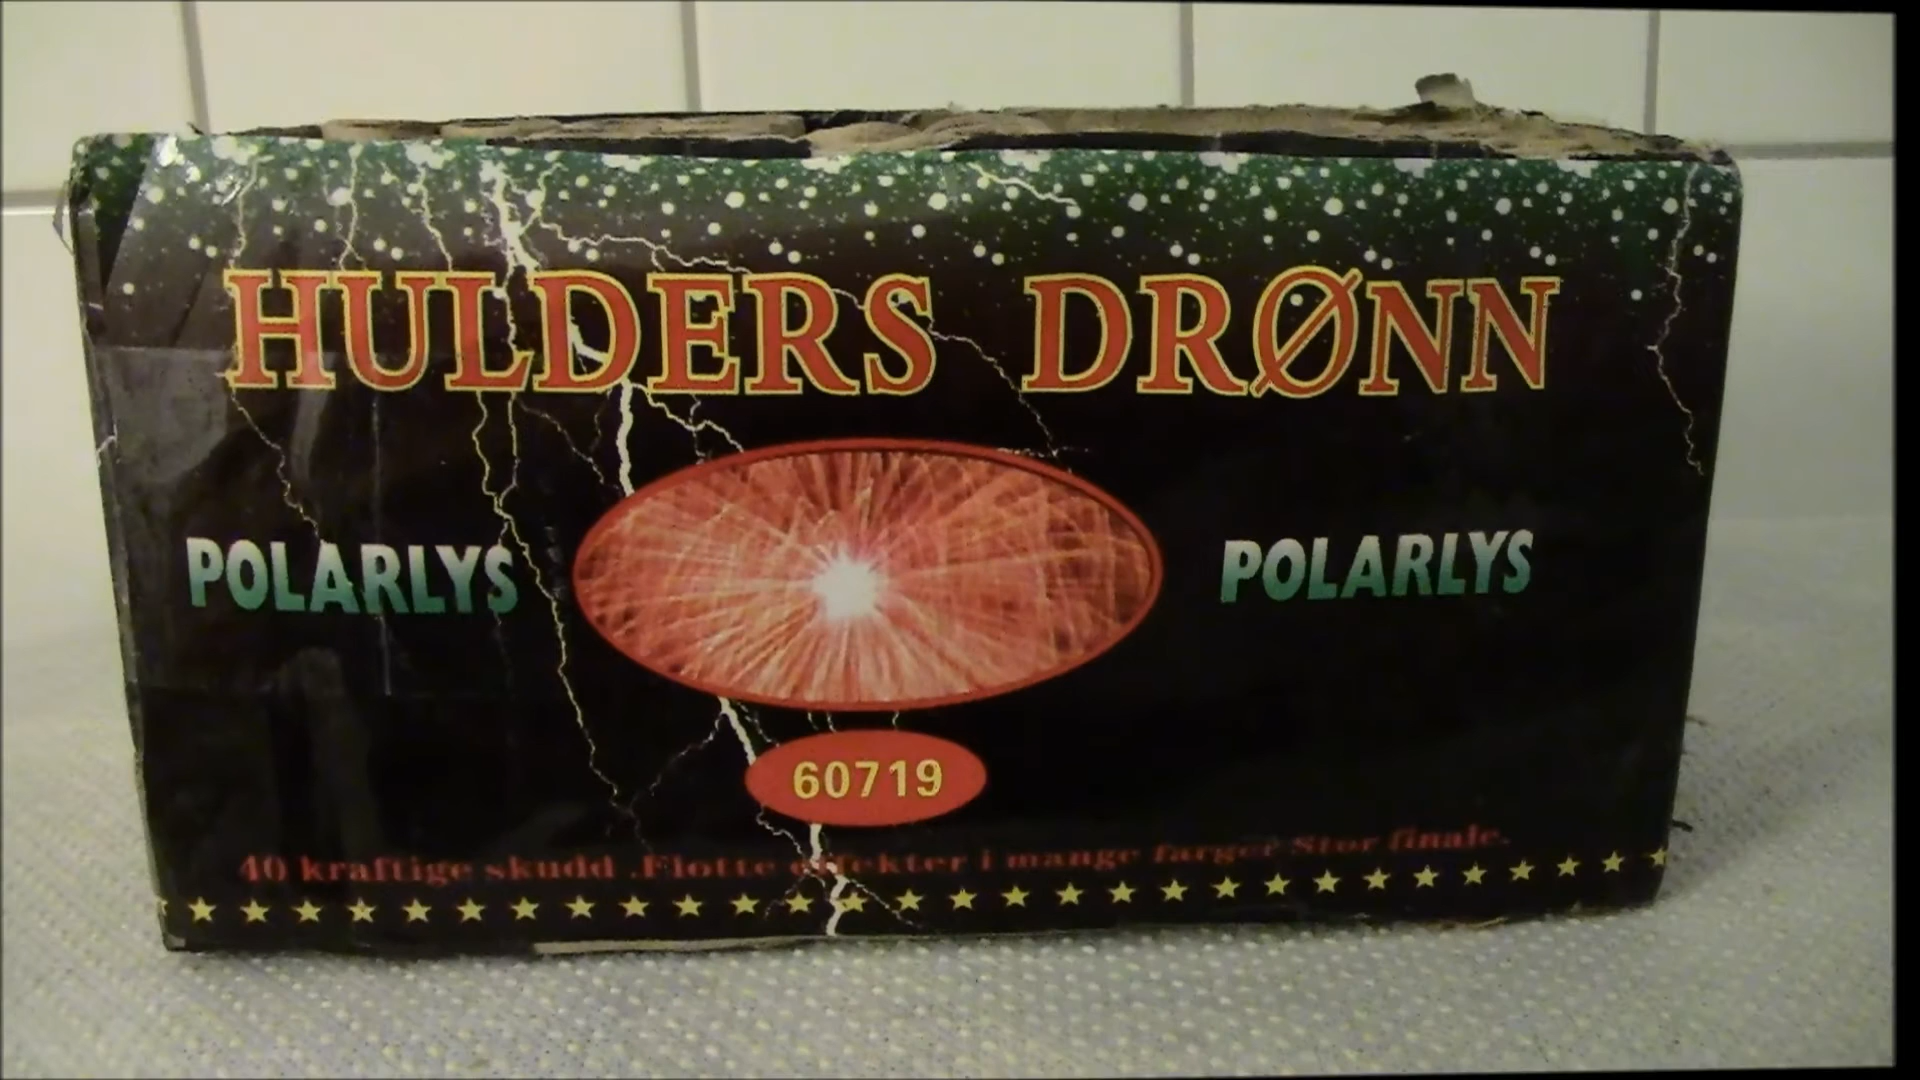 HULDERS DRØNN
POLARLYS POLARLYS
60719
40 kraftige skudd .Flotte effekter i mange farger Stor finale.